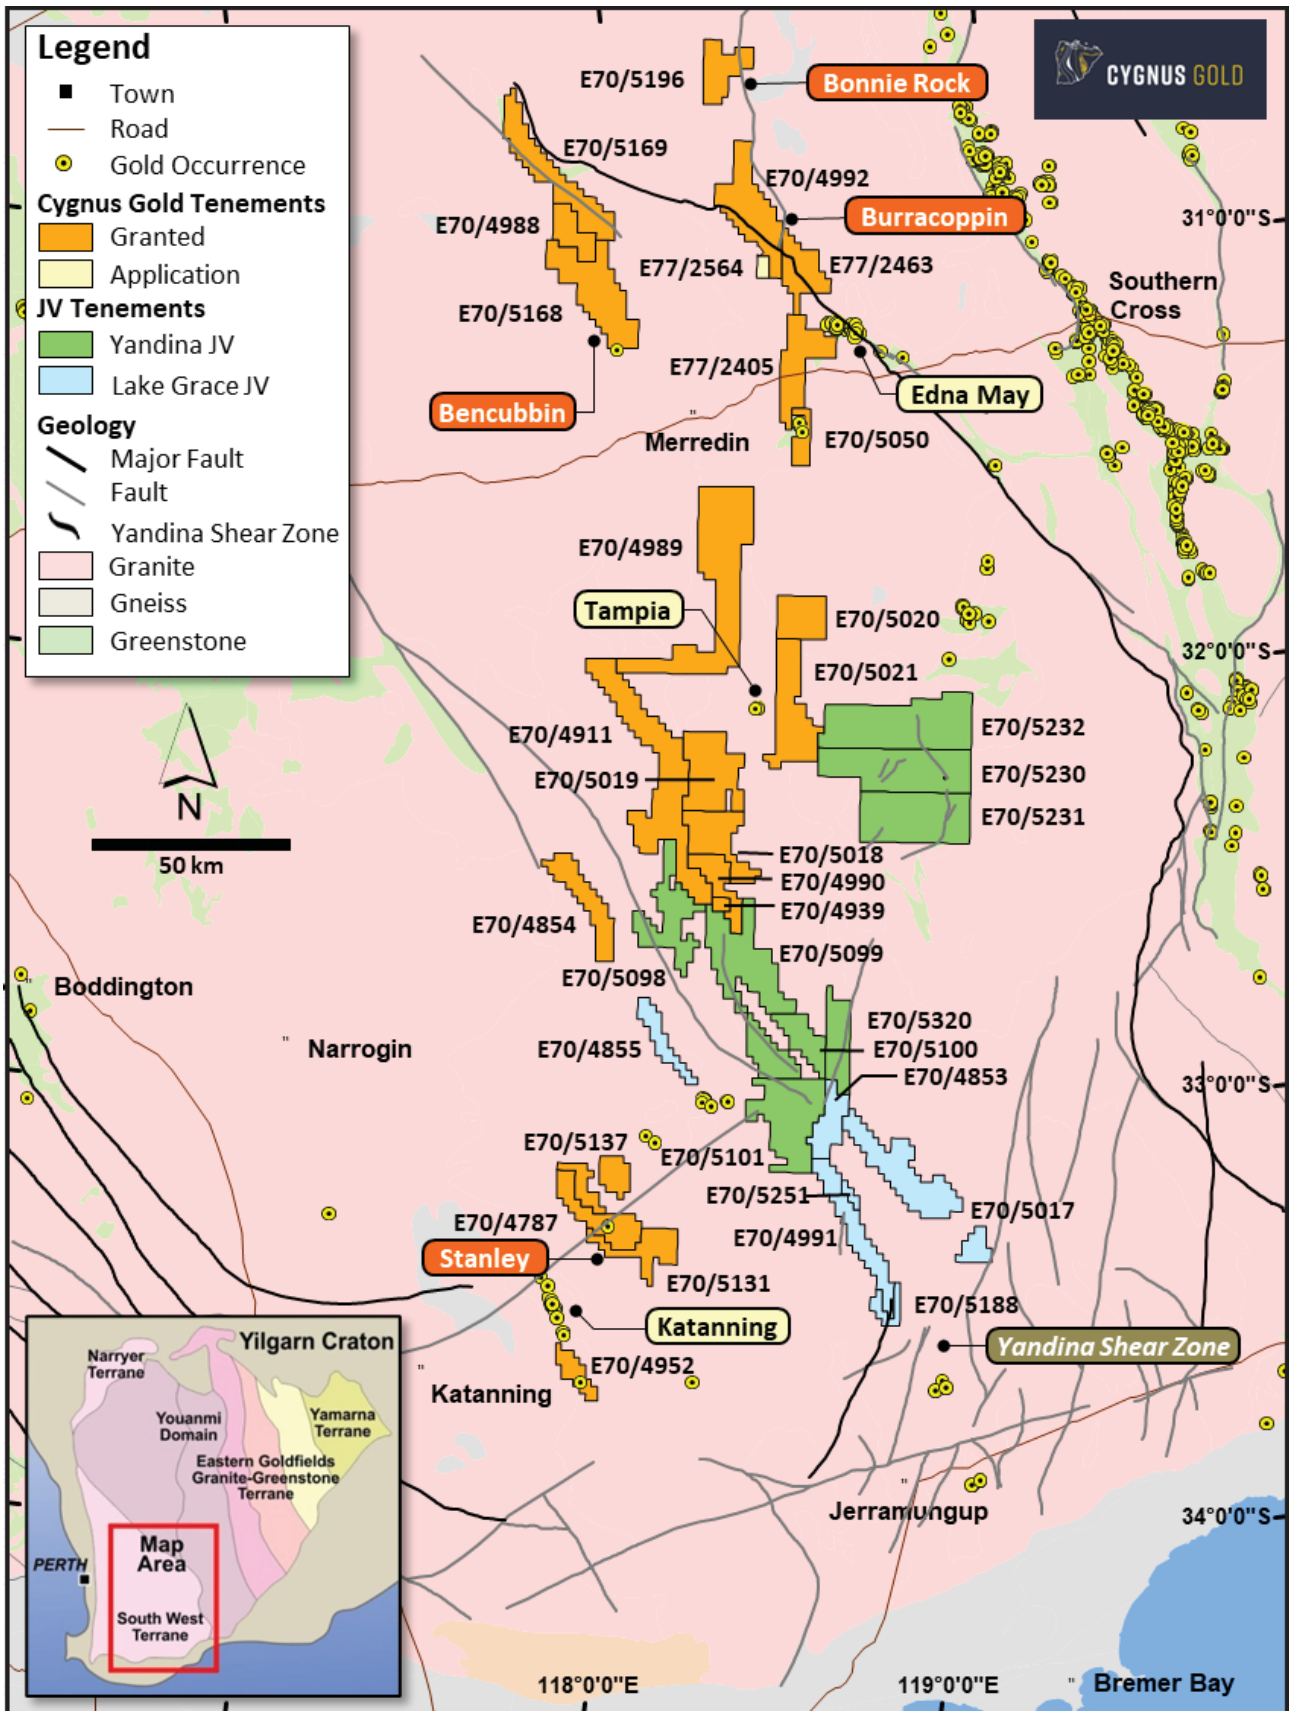 Legend
Town
Road
Gold Occurrence
Cygnus Gold Tenements
Granted
Application
JV Tenements
Yandina JV
Lake Grace JV
Geology
Major Fault
Fault
Yandina Shear Zone
Granite
Gneiss
Greenstone
CYGNUS GOLD
E70/5196
Bonnie Rock
E70/5169
E70/4992
E70/4988
Burracoppin
31°0'0"S
E77/2564
E77/2463
Southern
Cross
E70/5168
E77/2405
Bencubbin
Edna May
Merredin
E70/5050
E70/4989
Tampia
E70/5020
32°0'0"S
E70/5021
E70/4911
E70/5232
E70/5019
E70/5230
E70/5231
N
50 km
E70/5018
E70/4990
E70/4939
E70/4854
E70/5099
E70/5098
Boddington
E70/5320
Narrogin
E70/4855
E70/5100
E70/4853
33°0'0"S
E70/5137
E70/5101
E70/5251
E70/5017
E70/4787
E70/4991
Stanley
E70/5131
E70/5188
Katanning
Yandina Shear Zone
E70/4952
Katanning
Jerramungup
34°0'0"S
118°0'0"E
119°0'0"E
Bremer Bay
Yilgarn Craton
Narryer
Terrane
Youanmi
Domain
Yamarna
Terrane
Eastern Goldfields
Granite-Greenstone
Terrane
Map
Area
PERTH
South West
Terrane